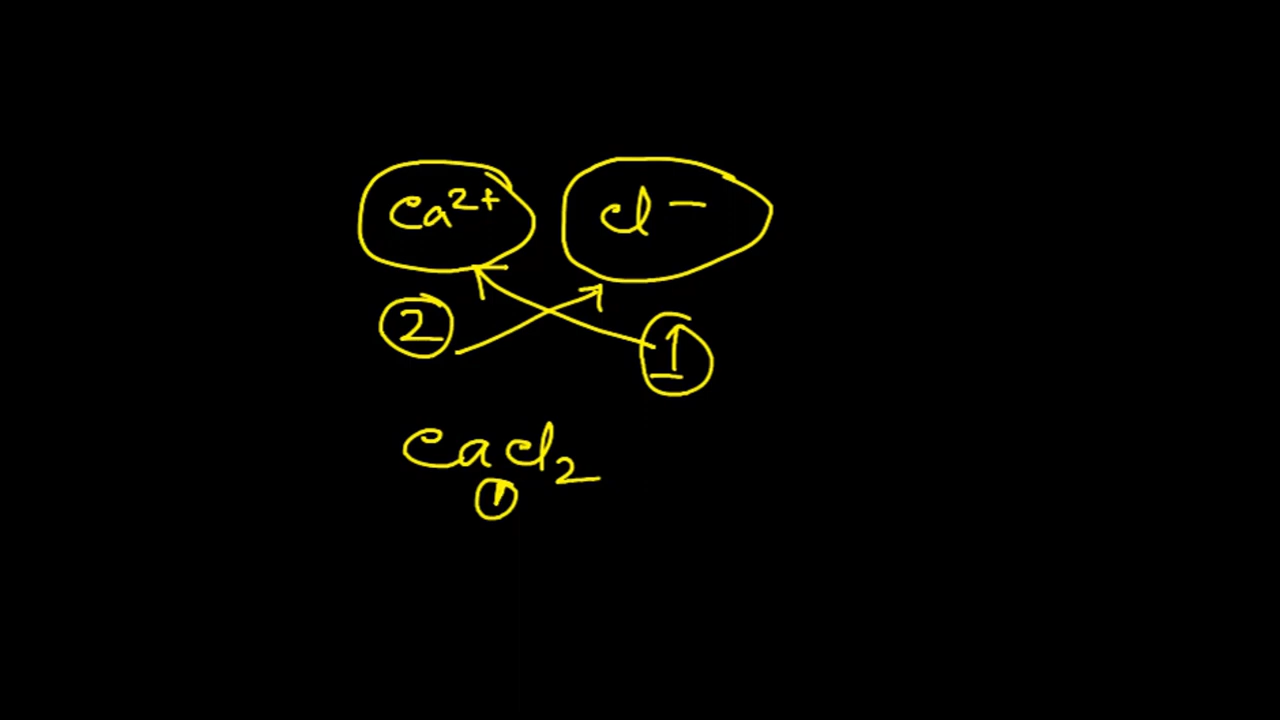 Ca²⁺ Cl⁻
2 1
CaCl₂
1